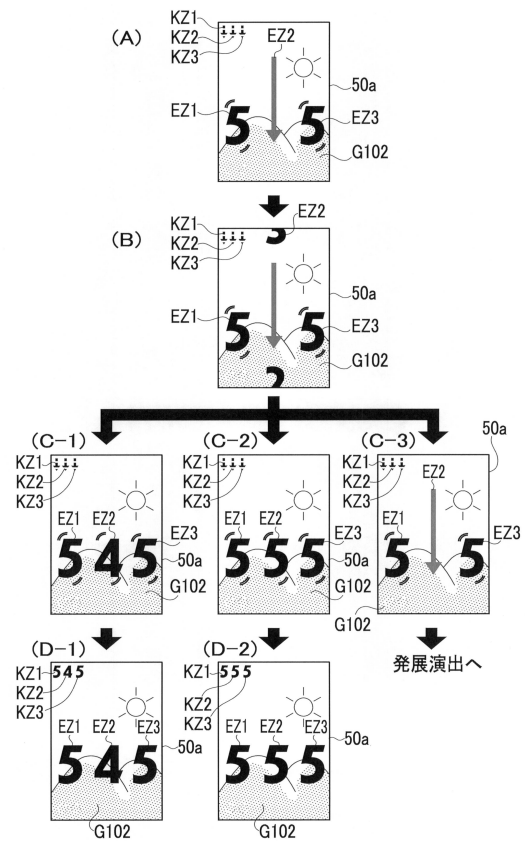 (A)
KZ1
KZ2
KZ3
EZ2
50a
EZ1
5
5
EZ3
G102
(B)
KZ1
KZ2
KZ3
3
EZ2
50a
EZ1
5
5
EZ3
G102
2
(C-1)
KZ1
KZ2
KZ3
EZ1
EZ2
EZ3
5 4 5
50a
G102
(C-2)
KZ1
KZ2
KZ3
EZ1
EZ2
EZ3
5 5 5
50a
G102
(C-3)
50a
KZ1
KZ2
KZ3
EZ2
EZ1
5
5
EZ3
G102
発展演出へ
(D-1)
KZ1
545
KZ2
KZ3
EZ1
EZ2
EZ3
5 4 5
50a
G102
(D-2)
KZ1
555
KZ2
KZ3
EZ1
EZ2
EZ3
5 5 5
50a
G102